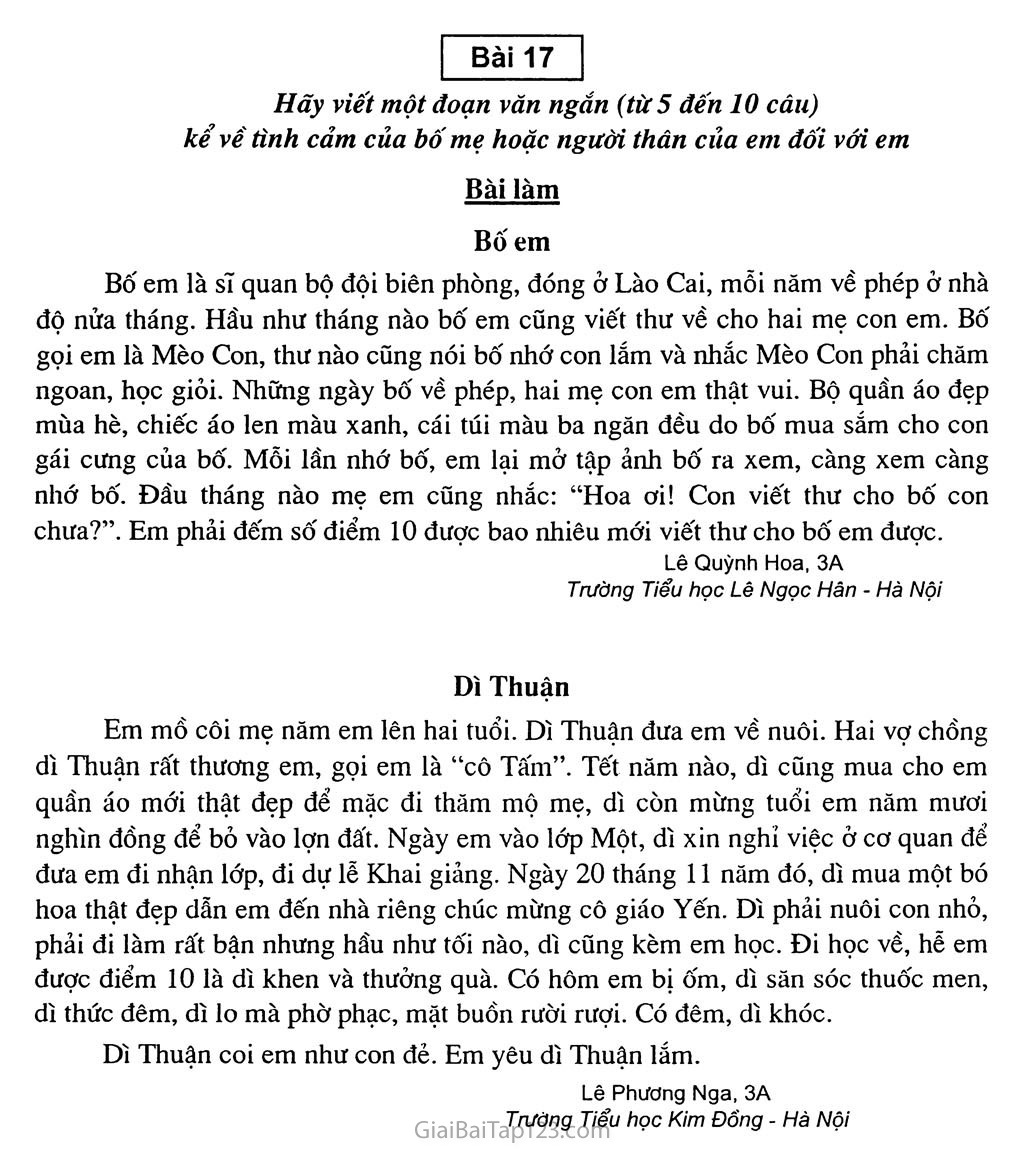 Bài 17
Hãy viết một đoạn văn ngắn (từ 5 đến 10 câu)
kể về tình cảm của bố mẹ hoặc người thân của em đối với em
Bài làm
Bố em
Bố em là sĩ quan bộ đội biên phòng, đóng ở Lào Cai, mỗi năm về phép ở nhà
độ nửa tháng. Hầu như tháng nào bố em cũng viết thư về cho hai mẹ con em. Bố
gọi em là Mèo Con, thư nào cũng nói bố nhớ con lắm và nhắc Mèo Con phải chăm
ngoan, học giỏi. Những ngày bố về phép, hai mẹ con em thật vui. Bộ quần áo đẹp
mùa hè, chiếc áo len màu xanh, cái túi màu ba ngăn đều do bố mua sắm cho con
gái cưng của bố. Mỗi lần nhớ bố, em lại mở tập ảnh bố ra xem, càng xem càng
nhớ bố. Đầu tháng nào mẹ em cũng nhắc: “Hoa ơi! Con viết thư cho bố con
chưa?”. Em phải đếm số điểm 10 được bao nhiêu mới viết thư cho bố em được.
Lê Quỳnh Hoa, 3A
Trường Tiểu học Lê Ngọc Hân - Hà Nội
Dì Thuận
Em mồ côi mẹ năm em lên hai tuổi. Dì Thuận đưa em về nuôi. Hai vợ chồng
dì Thuận rất thương em, gọi em là “cô Tấm”. Tết năm nào, dì cũng mua cho em
quần áo mới thật đẹp để mặc đi thăm mộ mẹ, dì còn mừng tuổi em năm mươi
nghìn đồng để bỏ vào lợn đất. Ngày em vào lớp Một, dì xin nghỉ việc ở cơ quan để
đưa em đi nhận lớp, đi dự lễ Khai giảng. Ngày 20 tháng 11 năm đó, dì mua một bó
hoa thật đẹp dẫn em đến nhà riêng chúc mừng cô giáo Yến. Dì phải nuôi con nhỏ,
phải đi làm rất bận nhưng hầu như tối nào, dì cũng kèm em học. Đi học về, hễ em
được điểm 10 là dì khen và thưởng quà. Có hôm em bị ốm, dì săn sóc thuốc men,
dì thức đêm, dì lo mà phờ phạc, mặt buồn rười rượi. Có đêm, dì khóc.
Dì Thuận coi em như con đẻ. Em yêu dì Thuận lắm.
Lê Phương Nga, 3A
Trường Tiểu học Kim Đồng - Hà Nội
GiaiBaiTap123.com